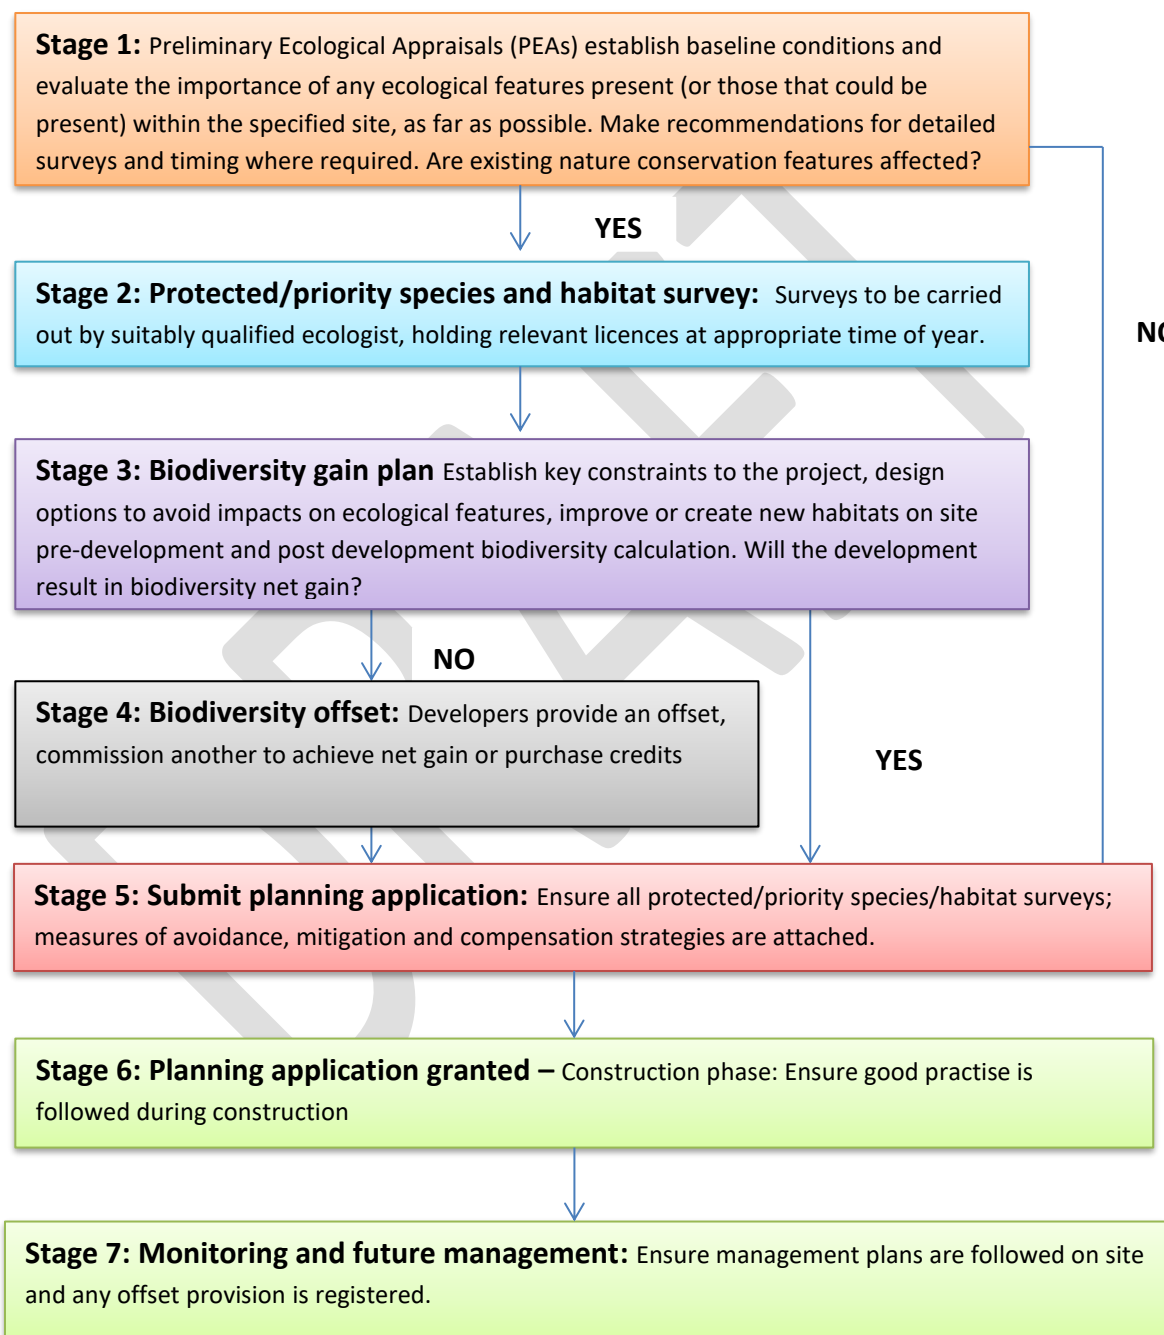 Stage 1: Preliminary Ecological Appraisals (PEAs) establish baseline conditions and
evaluate the importance of any ecological features present (or those that could be
present) within the specified site, as far as possible. Make recommendations for detailed
surveys and timing where required. Are existing nature conservation features affected?
YES
Stage 2: Protected/priority species and habitat survey: Surveys to be carried
out by suitably qualified ecologist, holding relevant licences at appropriate time of year.
NO
Stage 3: Biodiversity gain plan Establish key constraints to the project, design
options to avoid impacts on ecological features, improve or create new habitats on site
pre-development and post development biodiversity calculation. Will the development
result in biodiversity net gain?
NO
Stage 4: Biodiversity offset: Developers provide an offset,
commission another to achieve net gain or purchase credits
YES
Stage 5: Submit planning application: Ensure all protected/priority species/habitat surveys;
measures of avoidance, mitigation and compensation strategies are attached.
Stage 6: Planning application granted – Construction phase: Ensure good practise is
followed during construction
Stage 7: Monitoring and future management: Ensure management plans are followed on site
and any offset provision is registered.
DRAFT